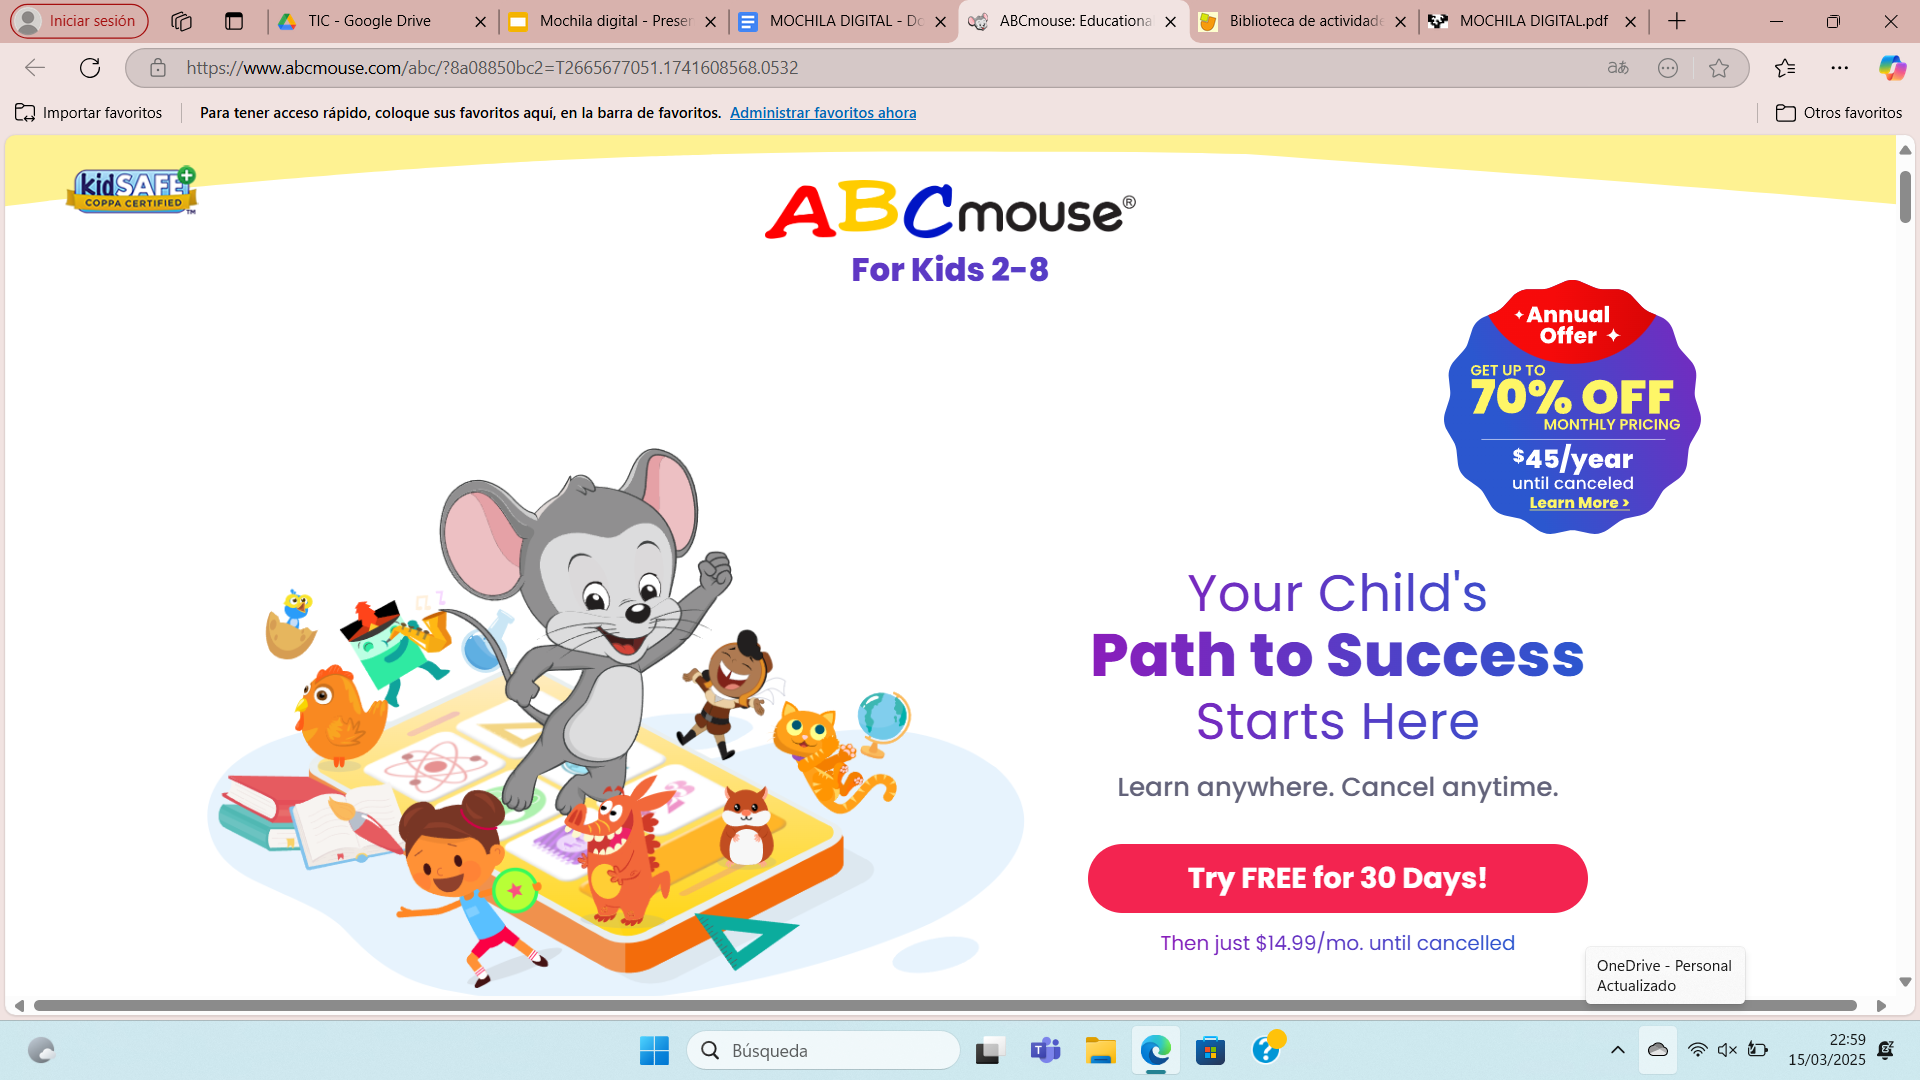 Iniciar sesión
TIC - Google Drive
Mochila digital - Presen
MOCHILA DIGITAL - Do
ABCmouse: Educationa
Biblioteca de actividade
MOCHILA DIGITAL.pdf
https://www.abcmouse.com/abc/?8a08850bc2=T2665677051.1741608568.0532
Importar favoritos
Para tener acceso rápido, coloque sus favoritos aquí, en la barra de favoritos. Administrar favoritos ahora
Otros favoritos
kidSAFE
COPPA CERTIFIED™
ABCmouse®
For Kids 2-8
Annual
Offer
GET UP TO
70% OFF
MONTHLY PRICING
$45/year
until canceled
Learn More >
Your Child's
Path to Success
Starts Here
Learn anywhere. Cancel anytime.
Try FREE for 30 Days!
Then just $14.99/mo. until cancelled
OneDrive - Personal
Actualizado
Búsqueda
22:59
15/03/2025